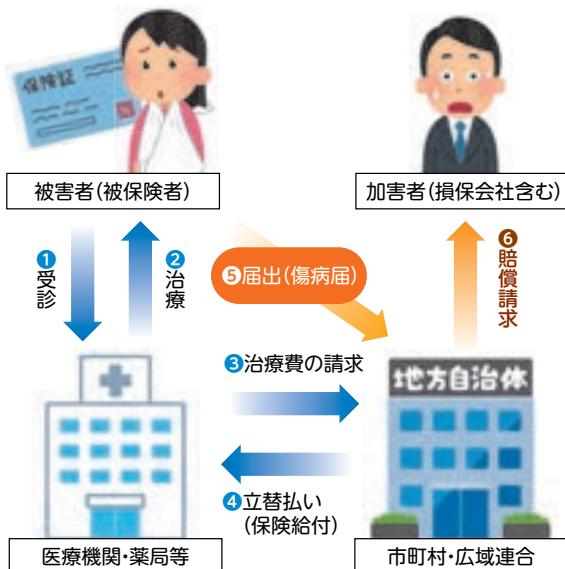 保険証
被害者(被保険者)
加害者(損保会社含む)
❶受診
❷治療
❺届出(傷病届)
❻賠償請求
❸治療費の請求
地方自治体
❹立替払い
(保険給付)
医療機関・薬局等
市町村・広域連合